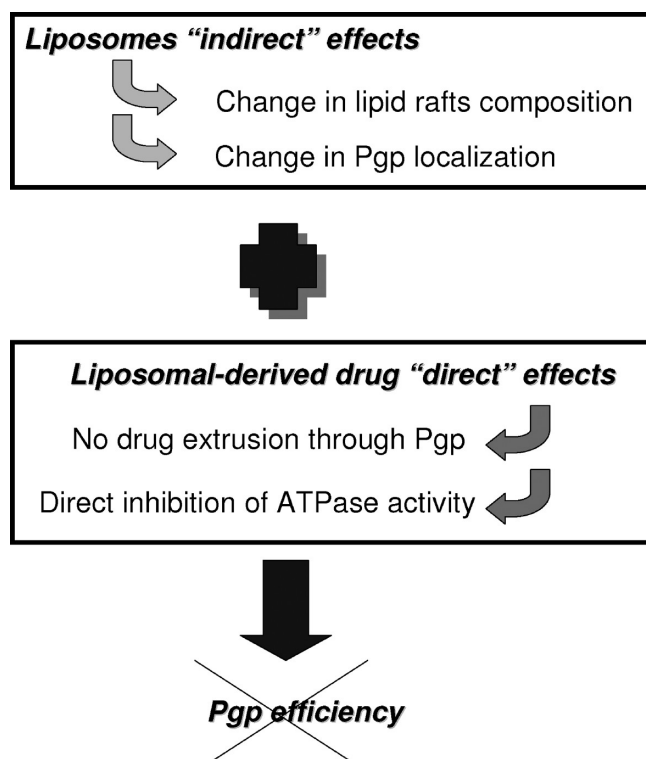 Liposomes “indirect” effects
Change in lipid rafts composition
Change in Pgp localization
Liposomal-derived drug “direct” effects
No drug extrusion through Pgp
Direct inhibition of ATPase activity
Pgp efficiency